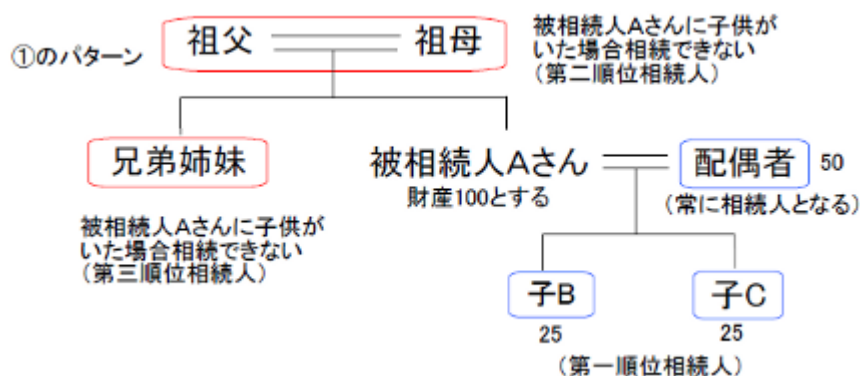 ①のパターン
祖父
祖母
被相続人Aさんに子供が
いた場合相続できない
(第二順位相続人)
兄弟姉妹
被相続人Aさん
財産100とする
配偶者
50
(常に相続人となる)
被相続人Aさんに子供が
いた場合相続できない
(第三順位相続人)
子B
子C
25
25
(第一順位相続人)